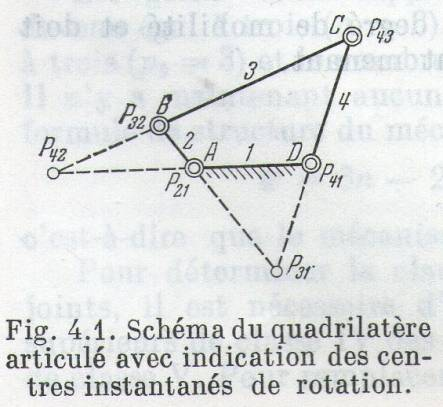 C P₄₃
3
4
B
P₃₂
P₄₂
2 A 1 D
P₂₁ P₄₁
P₃₁
Fig. 4.1. Schéma du quadrilatère
articulé avec indication des cen-
tres instantanés de rotation.